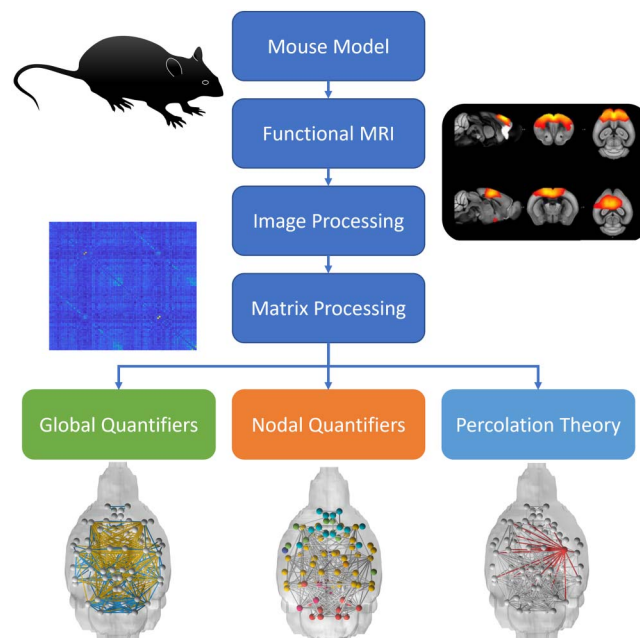 Mouse Model
Functional MRI
Image Processing
Matrix Processing
Global Quantifiers
Nodal Quantifiers
Percolation Theory